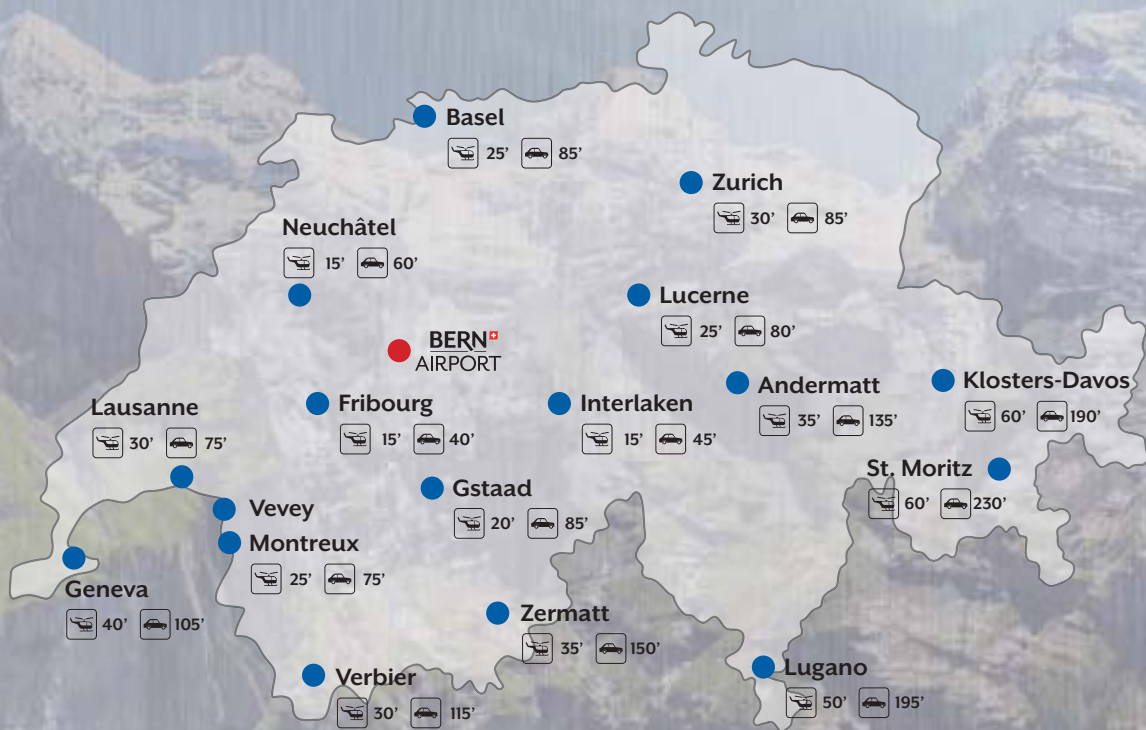 Basel
25’ 85’
Zurich
30’ 85’
Neuchâtel
15’ 60’
Lucerne
25’ 80’
BERN
AIRPORT
Andermatt
35’ 135’
Klosters-Davos
60’ 190’
Lausanne
30’ 75’
Fribourg
15’ 40’
Interlaken
15’ 45’
St. Moritz
60’ 230’
Gstaad
20’ 85’
Vevey
Montreux
25’ 75’
Geneva
40’ 105’
Zermatt
35’ 150’
Verbier
30’ 115’
Lugano
50’ 195’